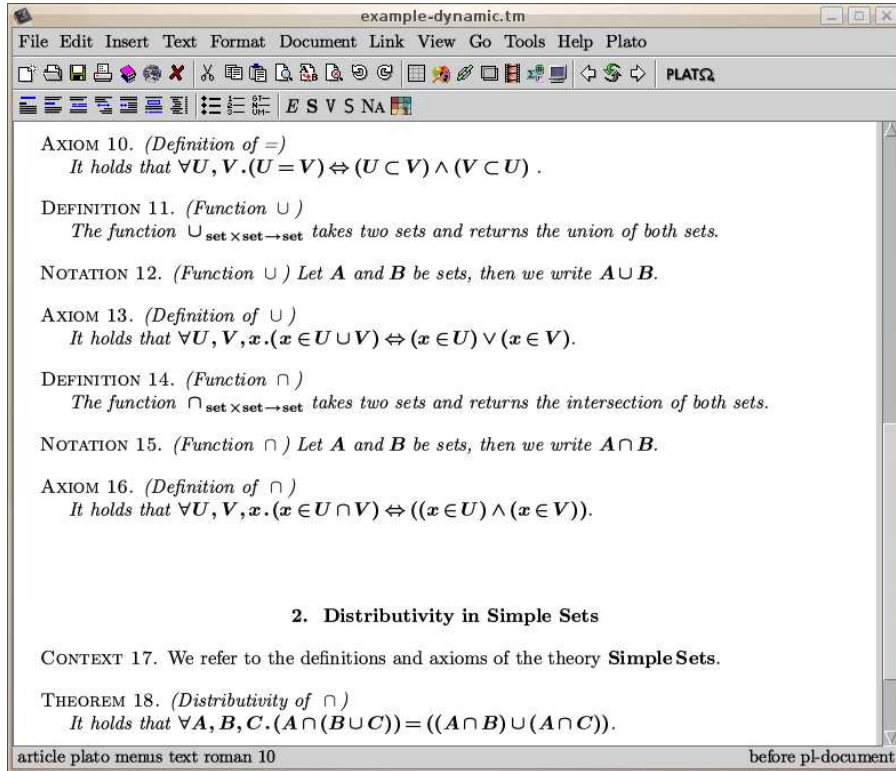 example-dynamic.tm
File Edit Insert Text Format Document Link View Go Tools Help Plato
PLATΩ
E S V S NA
AXIOM 10. (Definition of =)
It holds that ∀U, V.(U = V) ⇔ (U ⊂ V) ∧ (V ⊂ U) .
DEFINITION 11. (Function ∪ )
The function ∪ set×set→set takes two sets and returns the union of both sets.
NOTATION 12. (Function ∪ ) Let A and B be sets, then we write A ∪ B.
AXIOM 13. (Definition of ∪ )
It holds that ∀U, V, x.(x ∈ U ∪ V) ⇔ (x ∈ U) ∨ (x ∈ V).
DEFINITION 14. (Function ∩ )
The function ∩ set×set→set takes two sets and returns the intersection of both sets.
NOTATION 15. (Function ∩ ) Let A and B be sets, then we write A ∩ B.
AXIOM 16. (Definition of ∩ )
It holds that ∀U, V, x.(x ∈ U ∩ V) ⇔ ((x ∈ U) ∧ (x ∈ V)).
2. Distributivity in Simple Sets
CONTEXT 17. We refer to the definitions and axioms of the theory Simple Sets.
THEOREM 18. (Distributivity of ∩ )
It holds that ∀A, B, C.(A ∩ (B ∪ C)) = ((A ∩ B) ∪ (A ∩ C)).
article plato menus text roman 10 before pl-document